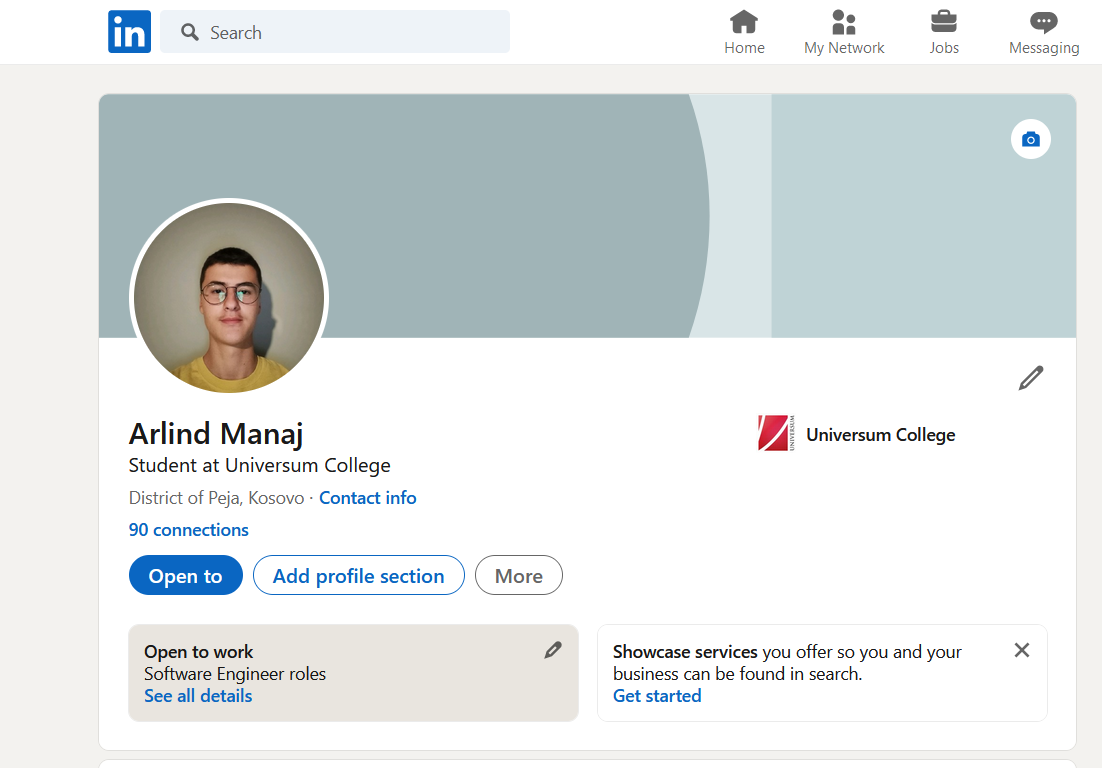 in
Search
Home
My Network
Jobs
Messaging
Arlind Manaj
UNIVERSUM
Universum College
Student at Universum College
District of Peja, Kosovo · Contact info
90 connections
Open to
Add profile section
More
Open to work
Software Engineer roles
See all details
Showcase services you offer so you and your
business can be found in search.
Get started